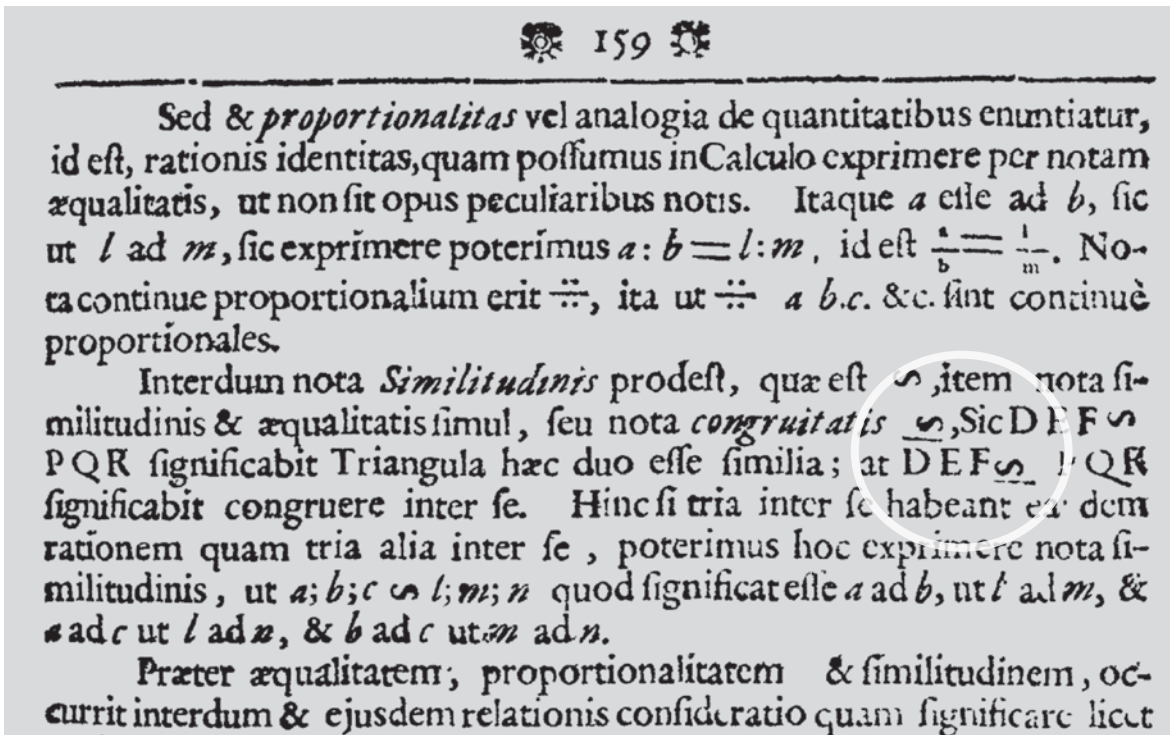 159
Sed & proportionalitas vel analogia de quantitatibus enuntiatur,
id eſt, rationis identitas,quam poſſumus inCalculo exprimere per notam
æqualitatis, ut non ſit opus peculiaribus notis. Itaque a eſſe ad b, ſic
ut l ad m, ſic exprimere poterimus a: b = l: m, id eſt a/b = l/m. No-
ta continue proportionalium erit ∺, ita ut ∺ a b.c. &c. ſint continuè
proportionales.
Interdum nota Similitudinis prodeſt, quæ eſt ∽,item nota ſi-
militudinis & æqualitatis ſimul, ſeu nota congruitatis ⪍,Sic D E F ∽
P Q R ſignificabit Triangula hæc duo eſſe ſimilia; at D E F ⪍ P Q R
ſignificabit congruere inter ſe. Hinc ſi tria inter ſe habeant eandem
rationem quam tria alia inter ſe , poterimus hoc exprimere nota ſi-
militudinis , ut a; b; c ∽ l; m; n quod ſignificat eſſe a ad b, ut l ad m, &
a ad c ut l ad n, & b ad c ut m ad n.
Præter æqualitatem; proportionalitatem & ſimilitudinem, oc-
currit interdum & ejusdem relationis conſideratio quam ſignificare licet